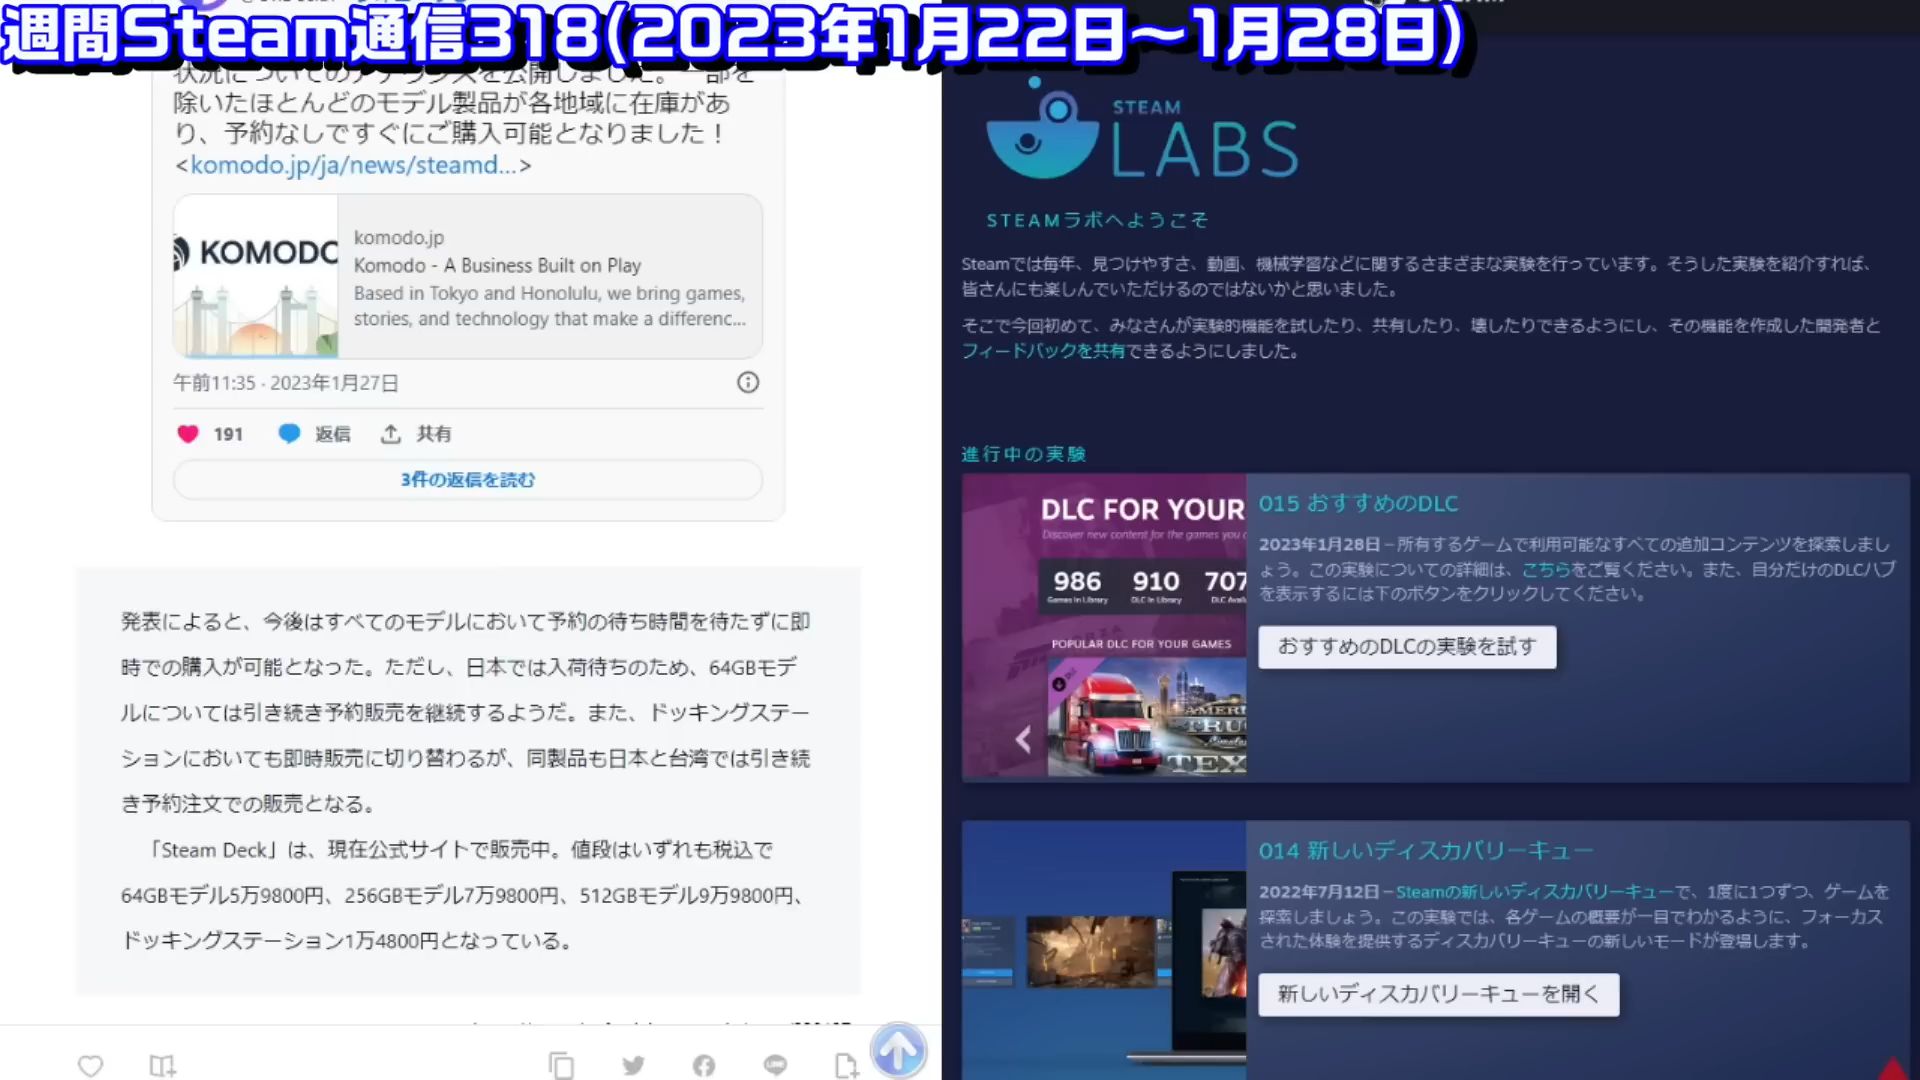 週間Steam通信318(2023年1月22日～1月28日)
状況についてのアナウンスを公開しました。一部を
除いたほとんどのモデル製品が各地域に在庫があ
り、予約なしですぐにご購入可能となりました！
<komodo.jp/ja/news/steamd...>
KOMODO
komodo.jp
Komodo - A Business Built on Play
Based in Tokyo and Honolulu, we bring games,
stories, and technology that make a differenc...
午前11:35 · 2023年1月27日
191 返信 共有
3件の返信を読む
発表によると、今後はすべてのモデルにおいて予約の待ち時間を待たずに即
時での購入が可能となった。ただし、日本では入荷待ちのため、64GBモデ
ルについては引き続き予約販売を継続するようだ。また、ドッキングステー
ションにおいても即時販売に切り替わるが、同製品も日本と台湾では引き続
き予約注文での販売となる。
「Steam Deck」は、現在公式サイトで販売中。値段はいずれも税込で
64GBモデル5万9800円、256GBモデル7万9800円、512GBモデル9万9800円、
ドッキングステーション1万4800円となっている。
STEAM
LABS
STEAMラボへようこそ
Steamでは毎年、見つけやすさ、動画、機械学習などに関するさまざまな実験を行っています。そうした実験を紹介すれば、
皆さんにも楽しんでいただけるのではないかと思いました。
そこで今回初めて、みなさんが実験的機能を試したり、共有したり、壊したりできるようにし、その機能を作成した開発者と
フィードバックを共有できるようにしました。
進行中の実験
DLC FOR YOUR
Discover new content for the games you
986 910 707
Games In Library DLC In Library DLC Avail
POPULAR DLC FOR YOUR GAMES
DLC
AMERI
TRU
Simulat
TEX
015 おすすめのDLC
2023年1月28日 – 所有するゲームで利用可能なすべての追加コンテンツを探索しまし
ょう。この実験についての詳細は、こちらをご覧ください。また、自分だけのDLCハブ
を表示するには下のボタンをクリックしてください。
おすすめのDLCの実験を試す
014 新しいディスカバリーキュー
2022年7月12日 – Steamの新しいディスカバリーキューで、1度に1つずつ、ゲームを
探索しましょう。この実験では、各ゲームの概要が一目でわかるように、フォーカス
された体験を提供するディスカバリーキューの新しいモードが登場します。
新しいディスカバリーキューを開く